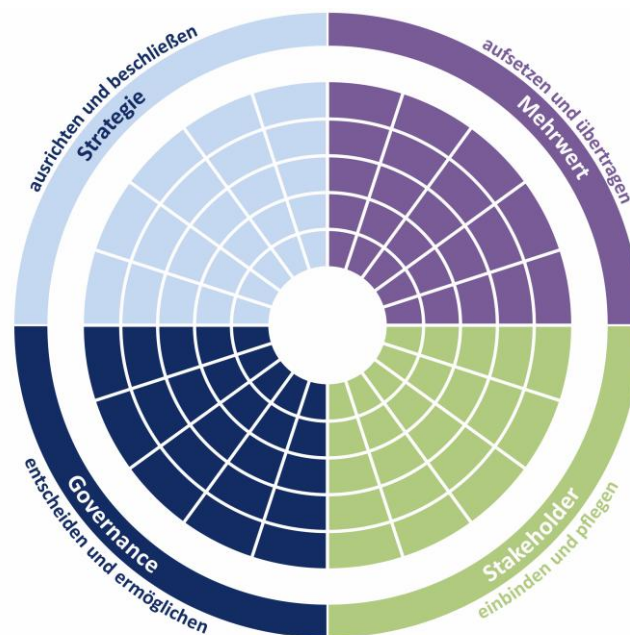 ausrichten und beschließen
Strategie
aufsetzen und übertragen
Mehrwert
Governance
entscheiden und ermöglichen
Stakeholder
einbinden und pflegen